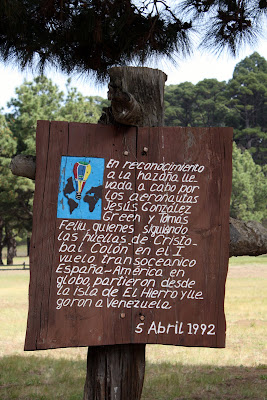 En reconocimiento
a la hazaña lle-
vada a cabo por
los aeronautas
Jesús González
Green y Tomás
Feliu, quienes siguiendo
las huellas de Cristo-
bal Colón en el I
vuelo transoceánico
España-América en
globo, partieron desde
la Isla de El Hierro y lle
garon a Venezuela
5 Abril 1992